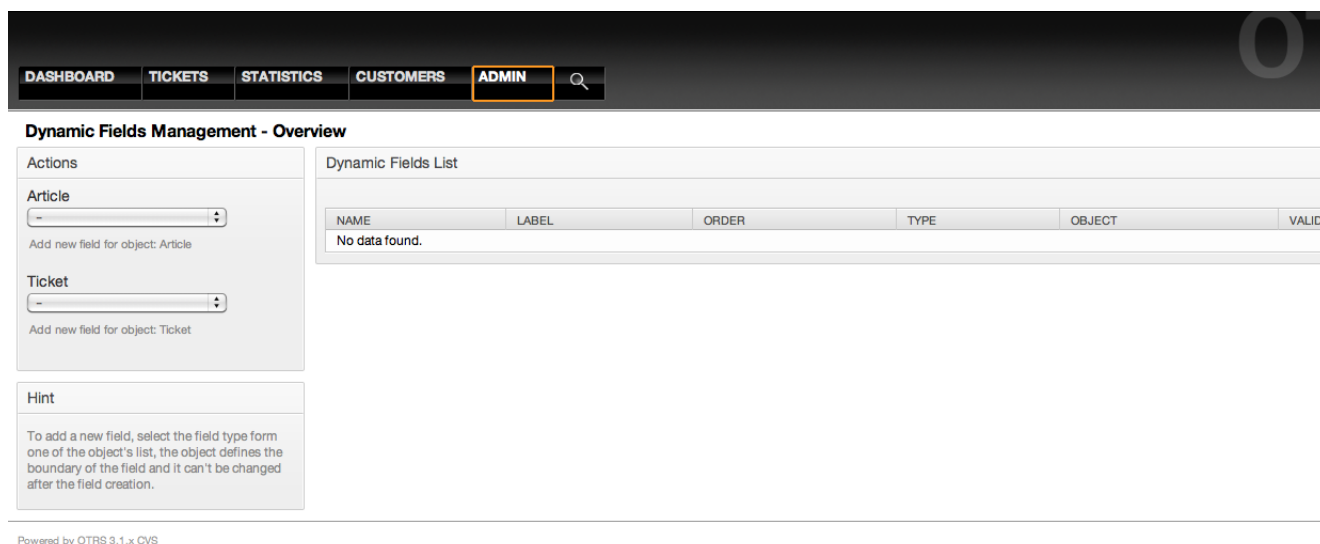 OT
DASHBOARD TICKETS STATISTICS CUSTOMERS ADMIN
Dynamic Fields Management - Overview
Actions
Article
-
Add new field for object: Article
Ticket
-
Add new field for object: Ticket
Hint
To add a new field, select the field type form
one of the object's list, the object defines the
boundary of the field and it can't be changed
after the field creation.
Dynamic Fields List
NAME LABEL ORDER TYPE OBJECT VALID
No data found.
Powered by OTRS 3.1.x CVS